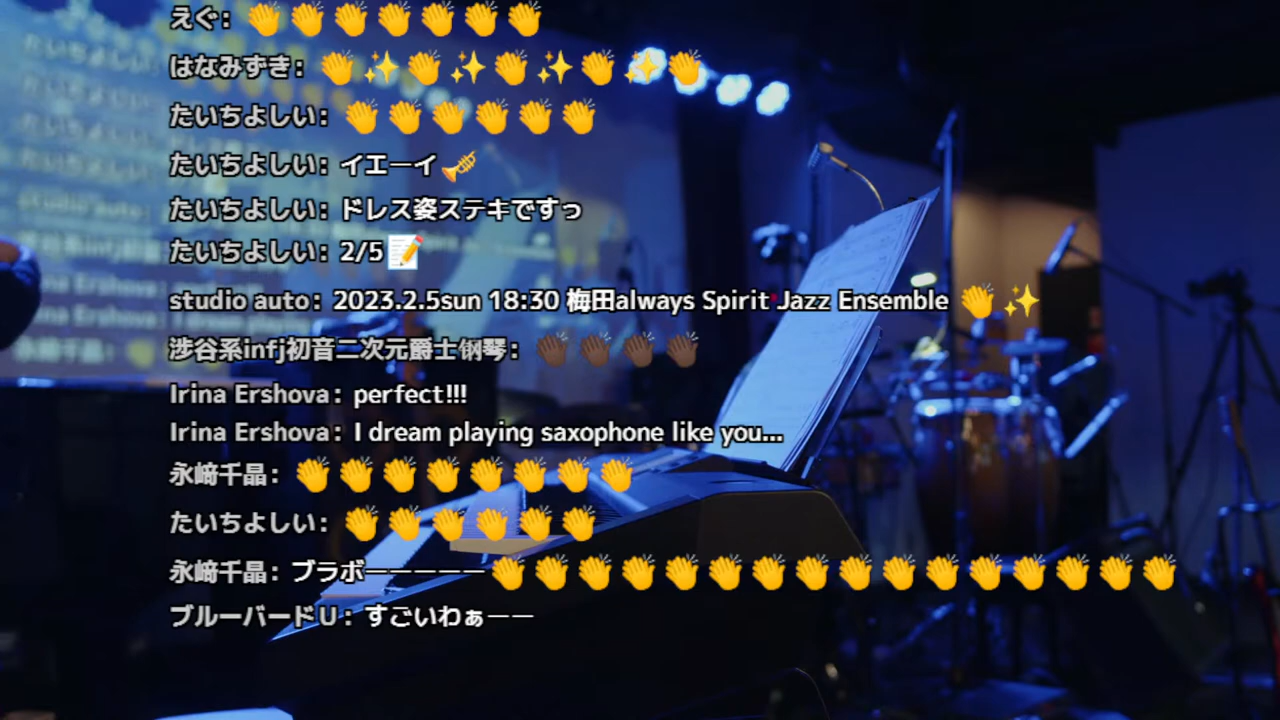 えぐ: 👏👏👏👏👏👏👏
はなみずき: 👏✨👏✨👏✨👏✨👏
たいちよしい: 👏👏👏👏👏👏
たいちよしい: イエーイ🎺
たいちよしい: ドレス姿ステキですっ
たいちよしい: 2/5📝
studio auto: 2023.2.5sun 18:30 梅田always Spirit Jazz Ensemble 👏✨
渉谷系infj初音二次元爵士钢琴: 👏🏾👏🏾👏🏾👏🏾
Irina Ershova: perfect!!!
Irina Ershova: I dream playing saxophone like you...
永﨑千晶: 👏👏👏👏👏👏👏👏
たいちよしい: 👏👏👏👏👏👏
永﨑千晶: ブラボーーーーー👏👏👏👏👏👏👏👏👏👏👏👏👏👏👏👏
ブルーバードU: すごいわぁーー